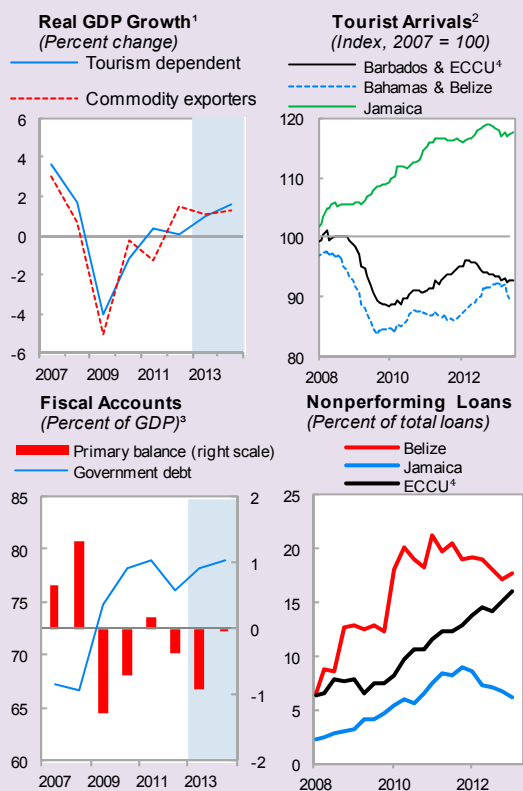 Real GDP Growth¹
(Percent change)
Tourism dependent
Commodity exporters
6
4
2
0
-2
-4
-6
2007 2009 2011 2013
Tourist Arrivals²
(Index, 2007 = 100)
Barbados & ECCU⁴
Bahamas & Belize
Jamaica
120
110
100
90
80
2008 2010 2012
Fiscal Accounts
(Percent of GDP)³
Primary balance (right scale)
Government debt
85
80
75
70
65
60
2
1
0
-1
-2
2007 2009 2011 2013
Nonperforming Loans
(Percent of total loans)
Belize
Jamaica
ECCU⁴
25
20
15
10
5
0
2008 2010 2012